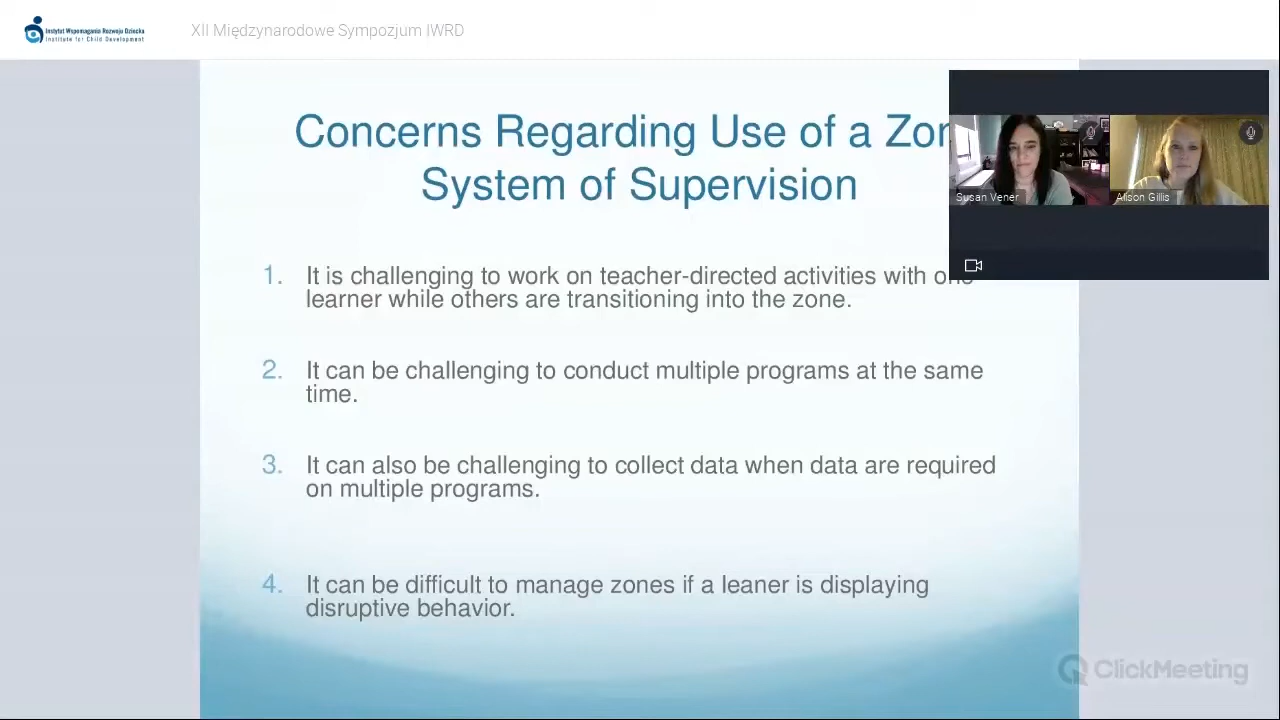 Instytut Wspomagania Rozwoju Dziecka
Institute for Child Development
XII Międzynarodowe Sympozjum IWRD
Concerns Regarding Use of a Zon
System of Supervision
1. It is challenging to work on teacher-directed activities with one
learner while others are transitioning into the zone.
2. It can be challenging to conduct multiple programs at the same
time.
3. It can also be challenging to collect data when data are required
on multiple programs.
4. It can be difficult to manage zones if a leaner is displaying
disruptive behavior.
Susan Vener
Alison Gillis
ClickMeeting